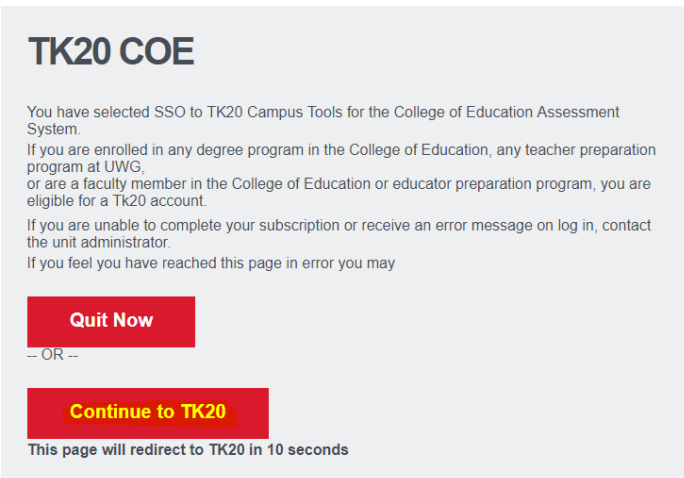 TK20 COE
You have selected SSO to TK20 Campus Tools for the College of Education Assessment
System.
If you are enrolled in any degree program in the College of Education, any teacher preparation
program at UWG,
or are a faculty member in the College of Education or educator preparation program, you are
eligible for a Tk20 account.
If you are unable to complete your subscription or receive an error message on log in, contact
the unit administrator.
If you feel you have reached this page in error you may
Quit Now
-- OR --
Continue to TK20
This page will redirect to TK20 in 10 seconds